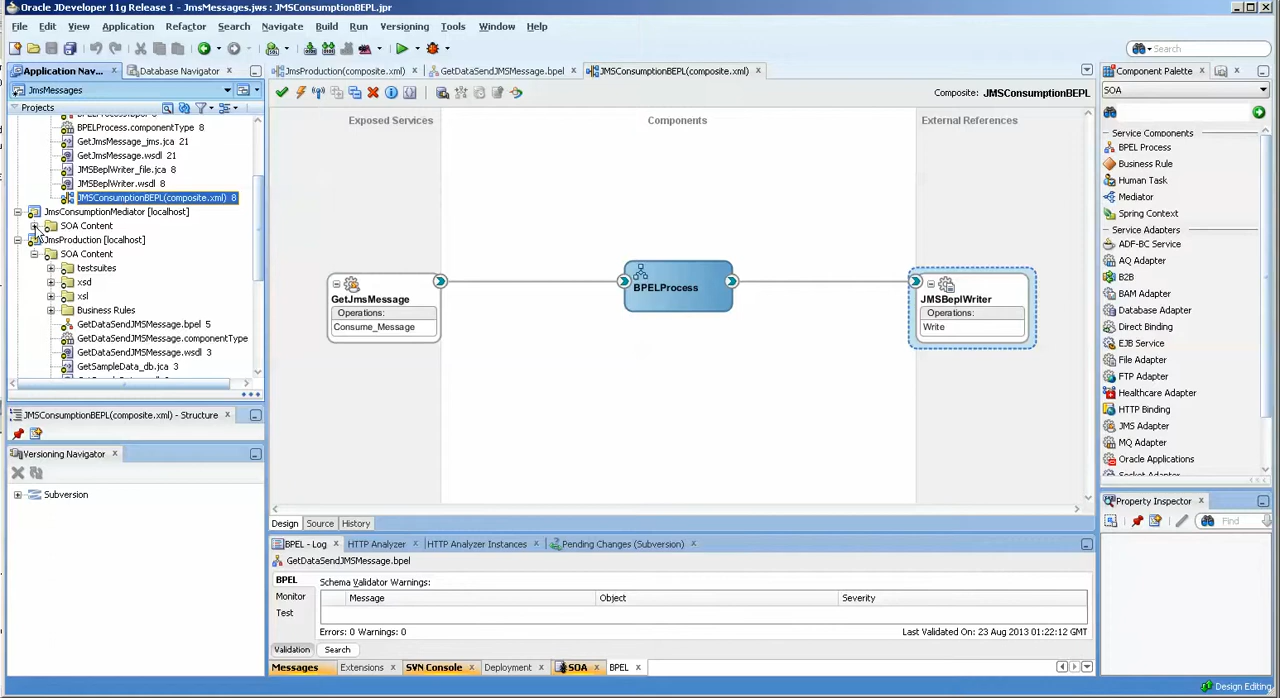 Oracle JDeveloper 11g Release 1 - JmsMessages.jws : JMSConsumptionBEPL.jpr
File Edit View Application Refactor Search Navigate Build Run Versioning Tools Window Help
Search
Application Nav...
Database Navigator
JmsMessages
Projects
BPELProcess.componentType 8
GetJmsMessage_jms.jca 21
GetJmsMessage.wsdl 21
JMSBeplWriter_file.jca 8
JMSBeplWriter.wsdl 8
JMSConsumptionBEPL(composite.xml) 8
JmsConsumptionMediator [localhost]
SOA Content
JmsProduction [localhost]
SOA Content
testsuites
xsd
xsl
Business Rules
GetDataSendJMSMessage.bpel 5
GetDataSendJMSMessage.componentType
GetDataSendJMSMessage.wsdl 3
GetSampleData_db.jca 3
JMSConsumptionBEPL(composite.xml) - Structure
Versioning Navigator
Subversion
JmsProduction(composite.xml)
GetDataSendJMSMessage.bpel
JMSConsumptionBEPL(composite.xml)
Composite: JMSConsumptionBEPL
Exposed Services
Components
External References
GetJmsMessage
Operations:
Consume_Message
BPELProcess
JMSBeplWriter
Operations:
Write
Design Source History
BPEL - Log HTTP Analyzer HTTP Analyzer Instances Pending Changes (Subversion)
GetDataSendJMSMessage.bpel
BPEL
Monitor
Test
Schema Validator Warnings:
Message Object Severity
Errors: 0 Warnings: 0
Last Validated On: 23 Aug 2013 01:22:12 GMT
Validation Search
Messages Extensions SVN Console Deployment SOA BPEL
Component Palette
SOA
Service Components
BPEL Process
Business Rule
Human Task
Mediator
Spring Context
Service Adapters
ADF-BC Service
AQ Adapter
B2B
BAM Adapter
Database Adapter
Direct Binding
EJB Service
File Adapter
FTP Adapter
Healthcare Adapter
HTTP Binding
JMS Adapter
MQ Adapter
Oracle Applications
Socket Adapter
Property Inspector
Find
Design Editing